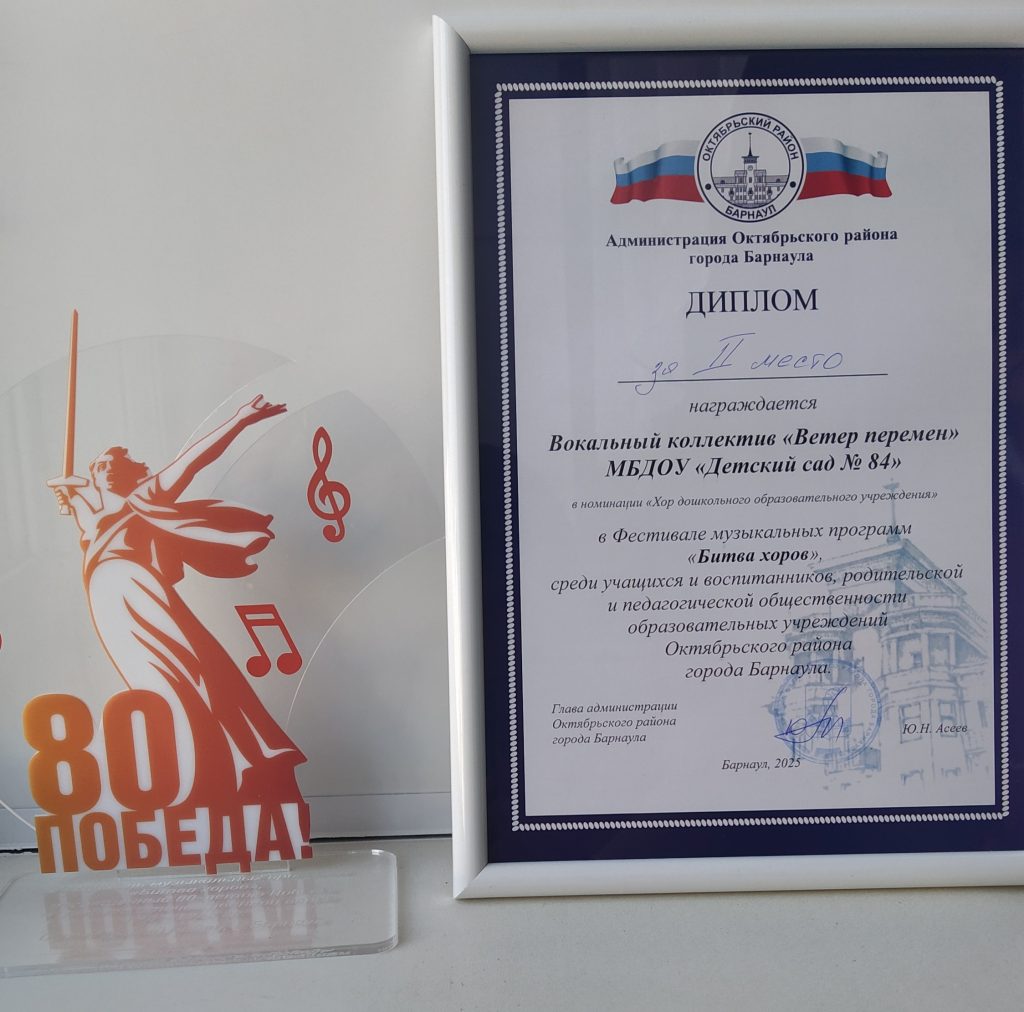 80
ПОБЕДА!
ОКТЯБРЬСКИЙ РАЙОН
БАРНАУЛ
Администрация Октябрьского района
города Барнаула
ДИПЛОМ
за II место
награждается
Вокальный коллектив «Ветер перемен»
МБДОУ «Детский сад № 84»
в номинации «Хор дошкольного образовательного учреждения»
в Фестивале музыкальных программ
«Битва хоров»,
среди учащихся и воспитанников, родительской
и педагогической общественности
образовательных учреждений
Октябрьского района
города Барнаула.
Глава администрации
Октябрьского района
города Барнаула
Ю.Н. Асеев
Барнаул, 2025